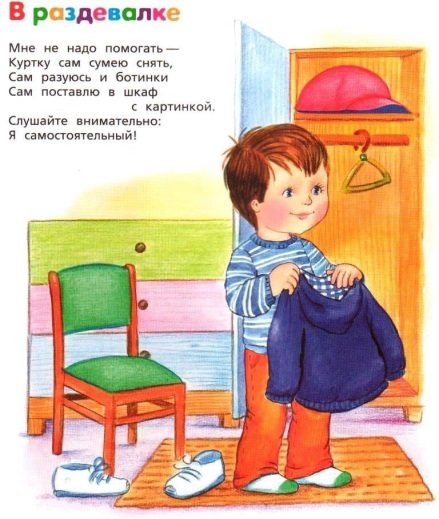 В раздевалке
Мне не надо помогать —
Куртку сам сумею снять,
Сам разуюсь и ботинки
Сам поставлю в шкаф
с картинкой.
Слушайте внимательно:
Я самостоятельный!